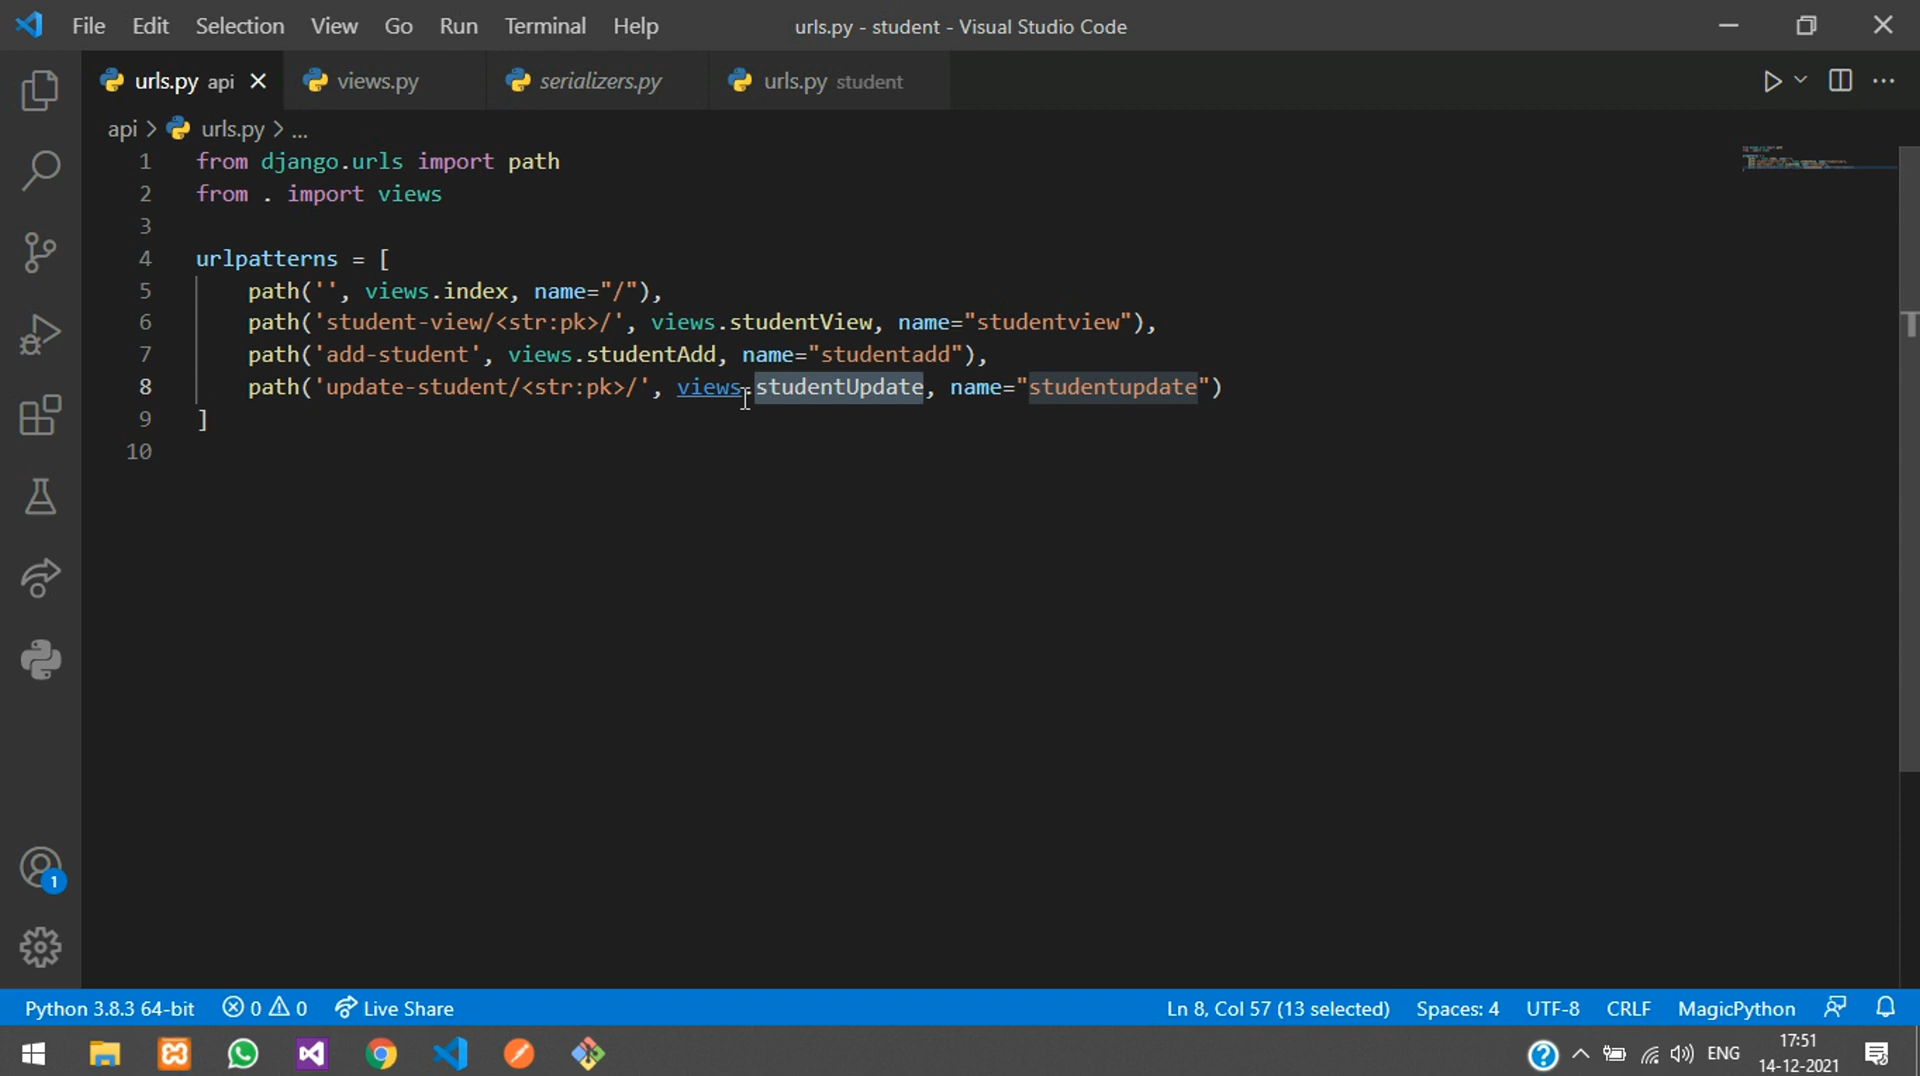 File Edit Selection View Go Run Terminal Help urls.py - student - Visual Studio Code
urls.py api views.py serializers.py urls.py student
api > urls.py > ...
1 from django.urls import path
2 from . import views
3
4 urlpatterns = [
5     path('', views.index, name="/"),
6     path('student-view/<str:pk>/', views.studentView, name="studentview"),
7     path('add-student', views.studentAdd, name="studentadd"),
8     path('update-student/<str:pk>/', views.studentUpdate, name="studentupdate")
9 ]
10
1
Python 3.8.3 64-bit 0 0 Live Share Ln 8, Col 57 (13 selected) Spaces: 4 UTF-8 CRLF MagicPython
ENG 17:51
14-12-2021